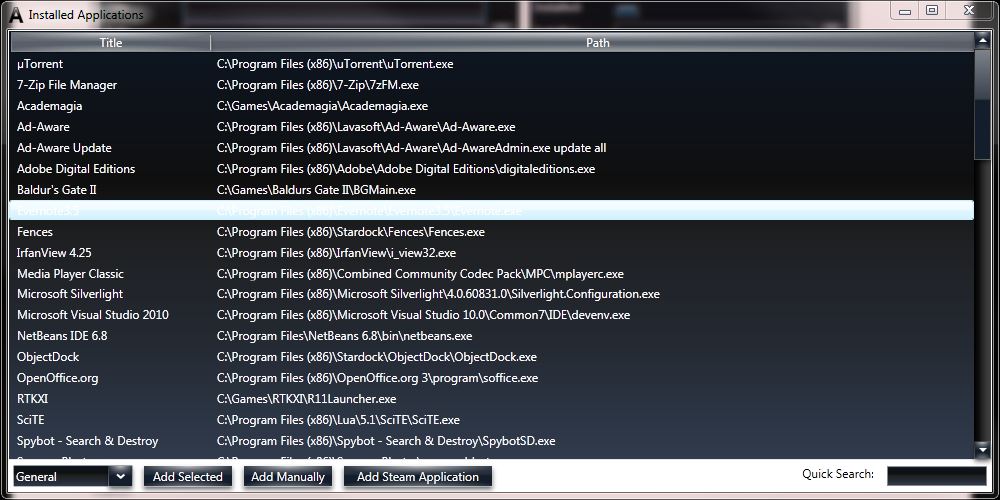 A Installed Applications
Title Path
µTorrent C:\Program Files (x86)\uTorrent\uTorrent.exe
7-Zip File Manager C:\Program Files (x86)\7-Zip\7zFM.exe
Academagia C:\Games\Academagia\Academagia.exe
Ad-Aware C:\Program Files (x86)\Lavasoft\Ad-Aware\Ad-Aware.exe
Ad-Aware Update C:\Program Files (x86)\Lavasoft\Ad-Aware\Ad-AwareAdmin.exe update all
Adobe Digital Editions C:\Program Files (x86)\Adobe\Adobe Digital Editions\digitaleditions.exe
Baldur's Gate II C:\Games\Baldurs Gate II\BGMain.exe
Evernote3.5 C:\Program Files (x86)\Evernote\Evernote3.5\Evernote.exe
Fences C:\Program Files (x86)\Stardock\Fences\Fences.exe
IrfanView 4.25 C:\Program Files (x86)\IrfanView\i_view32.exe
Media Player Classic C:\Program Files (x86)\Combined Community Codec Pack\MPC\mplayerc.exe
Microsoft Silverlight C:\Program Files (x86)\Microsoft Silverlight\4.0.60831.0\Silverlight.Configuration.exe
Microsoft Visual Studio 2010 C:\Program Files (x86)\Microsoft Visual Studio 10.0\Common7\IDE\devenv.exe
NetBeans IDE 6.8 C:\Program Files\NetBeans 6.8\bin\netbeans.exe
ObjectDock C:\Program Files (x86)\Stardock\ObjectDock\ObjectDock.exe
OpenOffice.org C:\Program Files (x86)\OpenOffice.org 3\program\soffice.exe
RTKXI C:\Games\RTKXI\R11Launcher.exe
SciTE C:\Program Files (x86)\Lua\5.1\SciTE\SciTE.exe
Spybot - Search & Destroy C:\Program Files (x86)\Spybot - Search & Destroy\SpybotSD.exe
General Add Selected Add Manually Add Steam Application Quick Search: